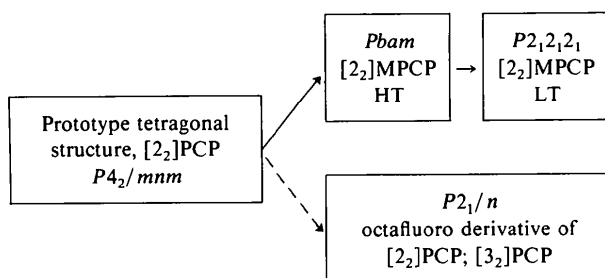 Prototype tetragonal
structure, [2₂]PCP
P4₂/mnm
Pbam
[2₂]MPCP
HT
P2₁2₁2₁
[2₂]MPCP
LT
P2₁/n
octafluoro derivative of
[2₂]PCP; [3₂]PCP